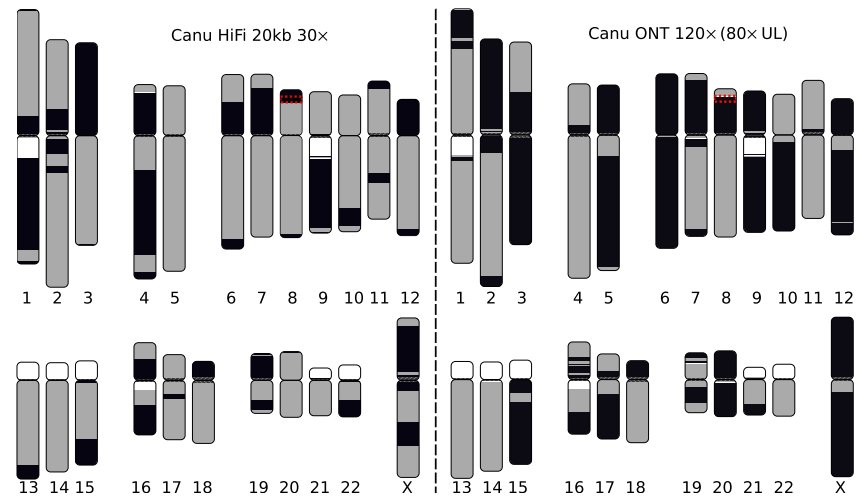 Canu HiFi 20kb 30×
Canu ONT 120× (80× UL)
1 2 3 4 5 6 7 8 9 10 11 12
1 2 3 4 5 6 7 8 9 10 11 12
13 14 15 16 17 18 19 20 21 22 X
13 14 15 16 17 18 19 20 21 22 X